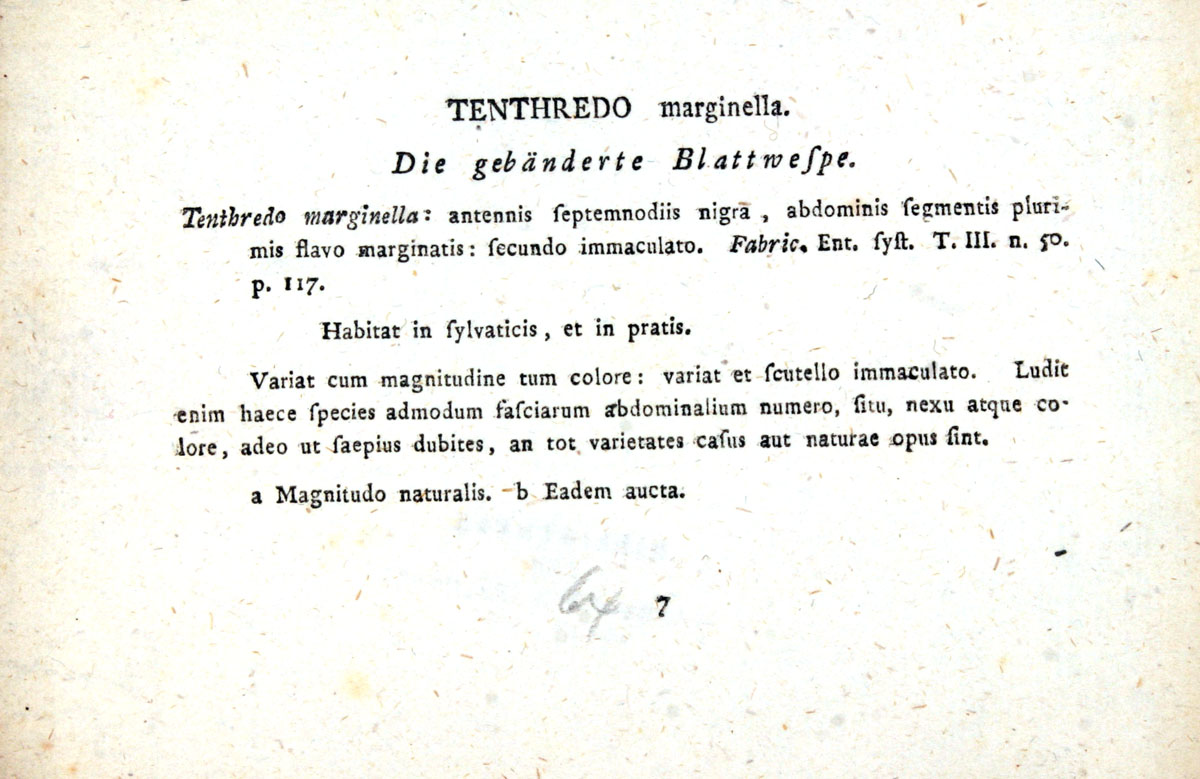 TENTHREDO marginella.
Die gebänderte Blattweſpe.
Tenthredo marginella: antennis ſeptemnodiis nigra, abdominis ſegmentis pluri-
mis flavo marginatis: ſecundo immaculato. Fabric. Ent. ſyſt. T. III. n. 50.
p. 117.
Habitat in ſylvaticis, et in pratis.
Variat cum magnitudine tum colore: variat et ſcutello immaculato. Ludit
enim haece ſpecies admodum faſciarum abdominalium numero, ſitu, nexu atque co-
lore, adeo ut ſaepius dubites, an tot varietates caſus aut naturae opus ſint.
a Magnitudo naturalis. b Eadem aucta.
7